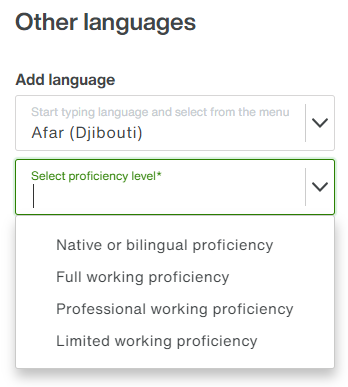 Other languages
Add language
Start typing language and select from the menu
Afar (Djibouti)
Select proficiency level*
Native or bilingual proficiency
Full working proficiency
Professional working proficiency
Limited working proficiency